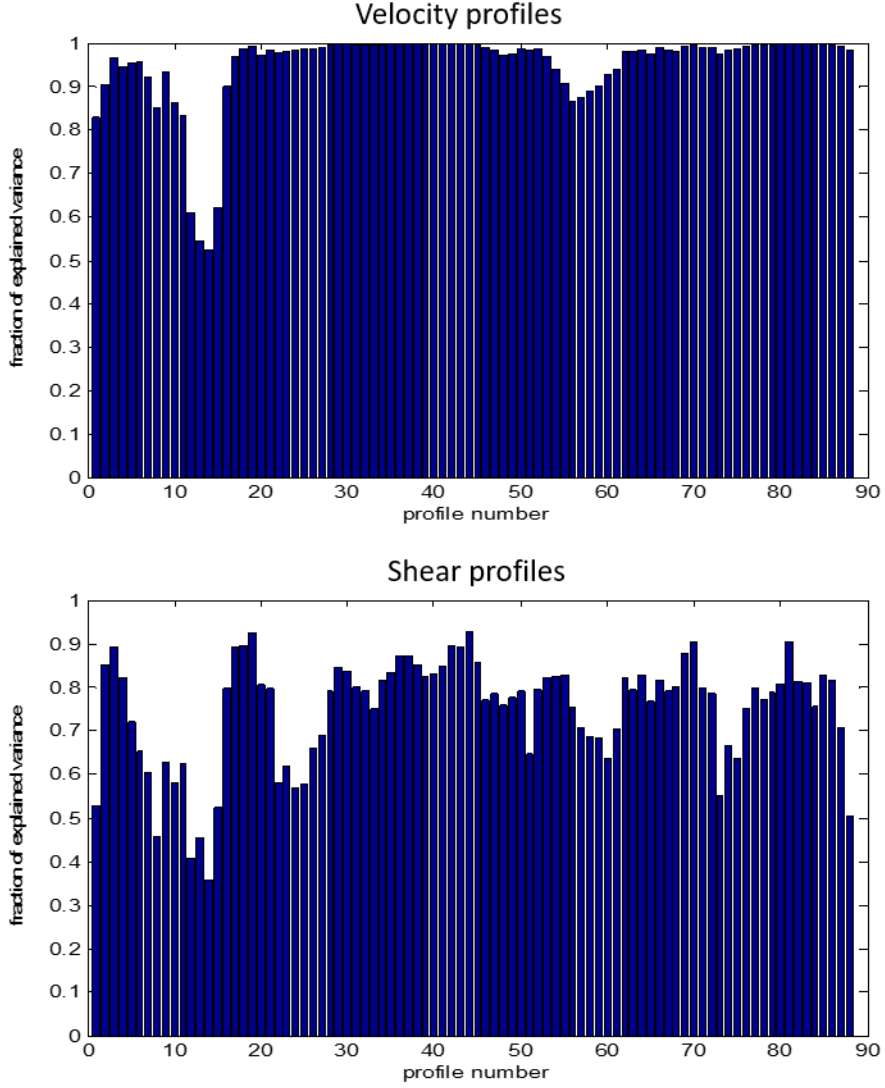 Velocity profiles
fraction of explained variance
1
0.9
0.8
0.7
0.6
0.5
0.4
0.3
0.2
0.1
0
0 10 20 30 40 50 60 70 80 90
profile number
Shear profiles
fraction of explained variance
1
0.9
0.8
0.7
0.6
0.5
0.4
0.3
0.2
0.1
0
0 10 20 30 40 50 60 70 80 90
profile number